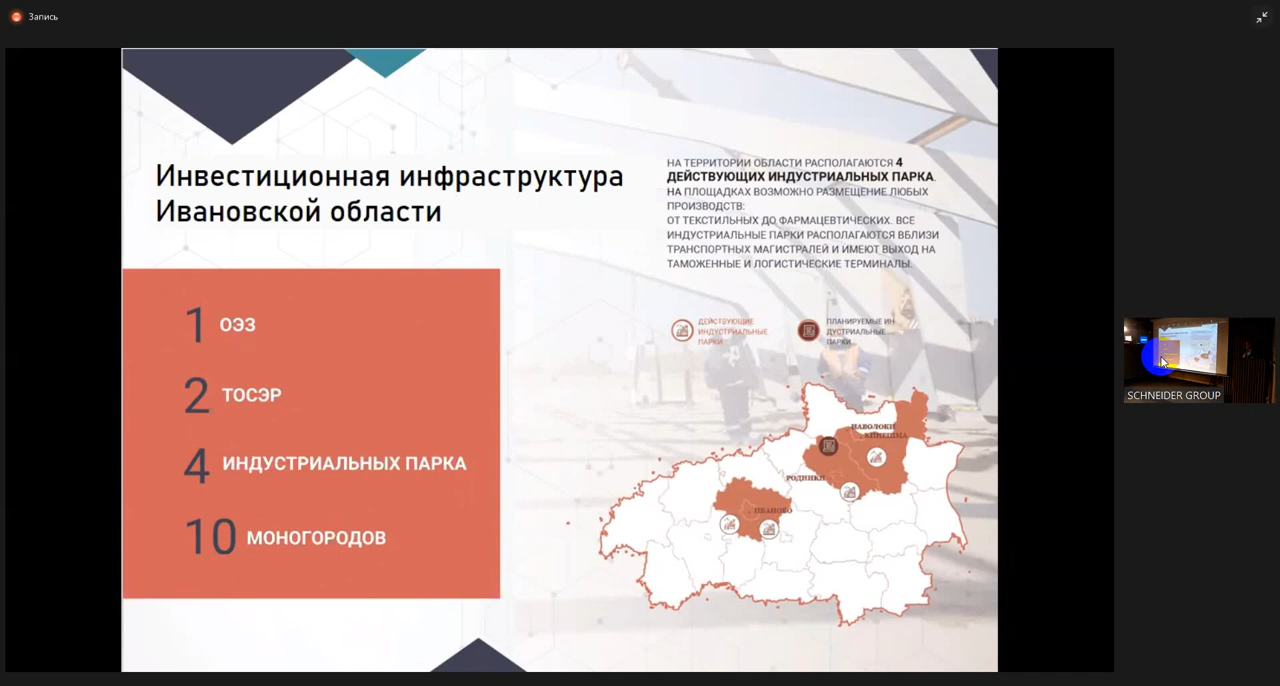 Запись
Инвестиционная инфраструктура
Ивановской области
НА ТЕРРИТОРИИ ОБЛАСТИ РАСПОЛАГАЮТСЯ 4
ДЕЙСТВУЮЩИХ ИНДУСТРИАЛЬНЫХ ПАРКА.
НА ПЛОЩАДКАХ ВОЗМОЖНО РАЗМЕЩЕНИЕ ЛЮБЫХ
ПРОИЗВОДСТВ:
ОТ ТЕКСТИЛЬНЫХ ДО ФАРМАЦЕВТИЧЕСКИХ. ВСЕ
ИНДУСТРИАЛЬНЫЕ ПАРКИ РАСПОЛАГАЮТСЯ ВБЛИЗИ
ТРАНСПОРТНЫХ МАГИСТРАЛЕЙ И ИМЕЮТ ВЫХОД НА
ТАМОЖЕННЫЕ И ЛОГИСТИЧЕСКИЕ ТЕРМИНАЛЫ.
1 ОЭЗ
2 ТОСЭР
4 ИНДУСТРИАЛЬНЫХ ПАРКА
10 МОНОГОРОДОВ
ДЕЙСТВУЮЩИЕ
ИНДУСТРИАЛЬНЫЕ
ПАРКИ
ПЛАНИРУЕМЫЕ ИН
ДУСТРИАЛЬНЫЕ
ПАРКИ
НАВОЛОКИ
КИНЕШМА
РОДНИКИ
ИВАНОВО
SCHNEIDER GROUP